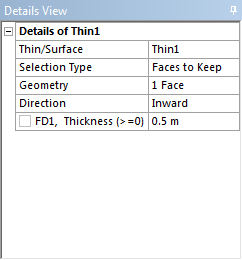 Details View
Details of Thin1
Thin/Surface Thin1
Selection Type Faces to Keep
Geometry 1 Face
Direction Inward
FD1, Thickness (>=0) 0.5 m